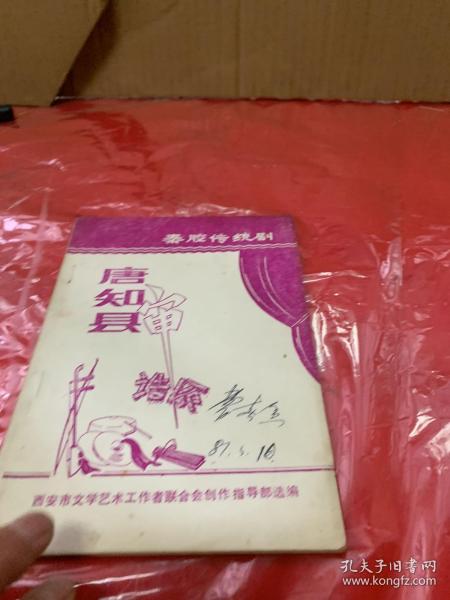 秦腔传统剧
唐知县审
诰命
87.5.10
西安市文学艺术工作者联合会创作指导部选编
孔夫子旧书网
www.kongfz.com